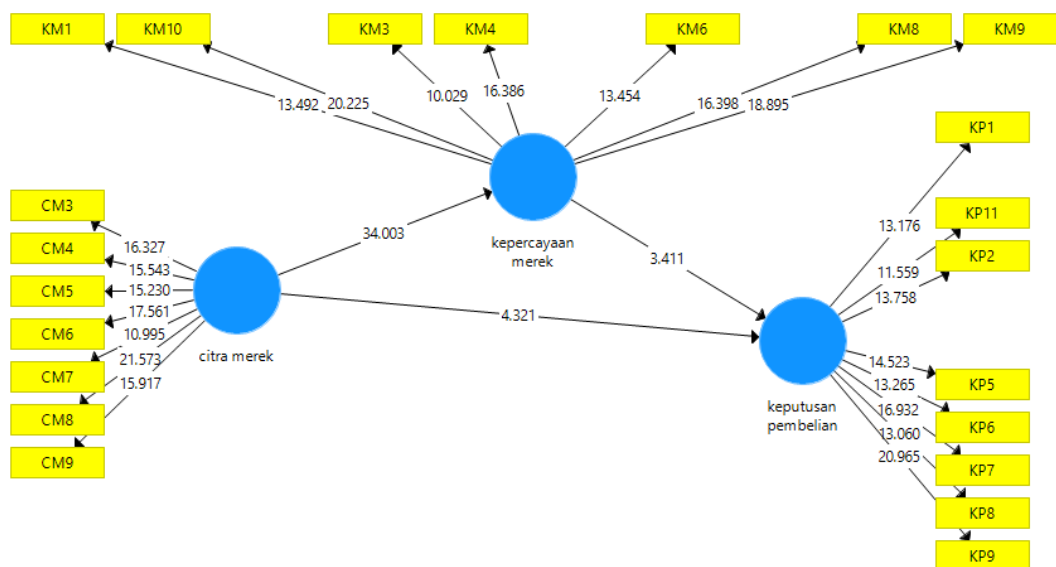 KM1
KM10
KM3
KM4
KM6
KM8
KM9
13.492
20.225
10.029
16.386
13.454
16.398
18.895
KP1
KP11
KP2
13.176
11.559
13.758
CM3
CM4
CM5
CM6
CM7
CM8
CM9
16.327
15.543
15.230
17.561
10.995
21.573
15.917
34.003
kepercayaan
merek
3.411
4.321
citra merek
keputusan
pembelian
14.523
13.265
16.932
13.060
20.965
KP5
KP6
KP7
KP8
KP9